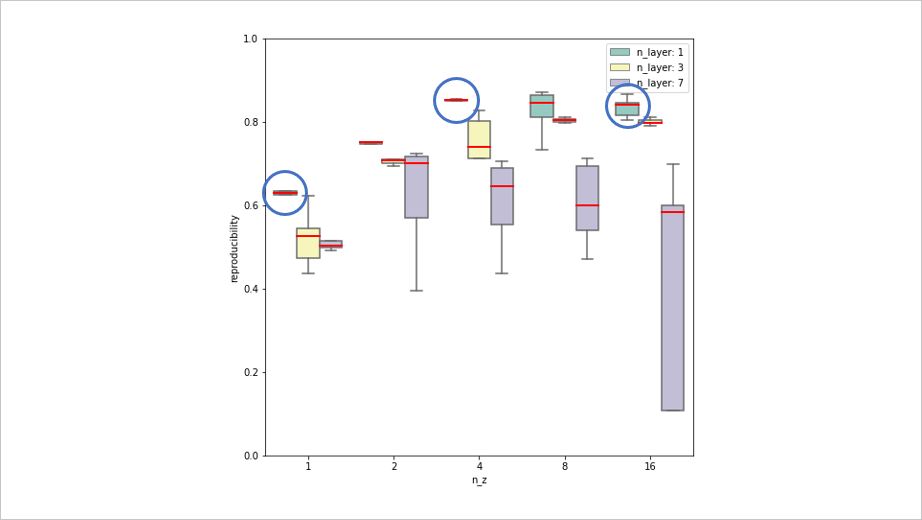 1.0
0.8
0.6
0.4
0.2
0.0
reproducibility
n_layer: 1
n_layer: 3
n_layer: 7
1 2 4 8 16
n_z